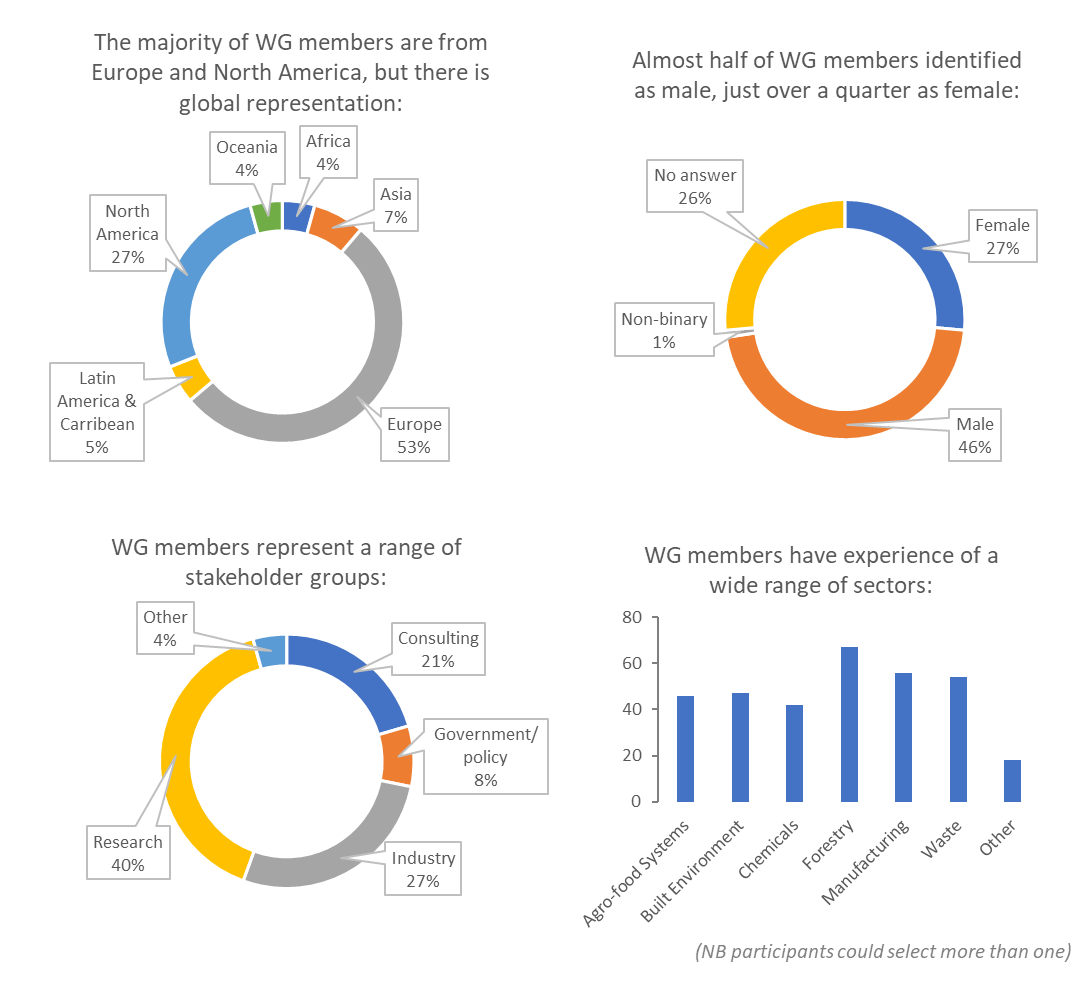 The majority of WG members are from
Europe and North America, but there is
global representation:
Oceania
4%
Africa
4%
Asia
7%
North
America
27%
Latin
America &
Carribean
5%
Europe
53%
Almost half of WG members identified
as male, just over a quarter as female:
No answer
26%
Female
27%
Non-binary
1%
Male
46%
WG members represent a range of
stakeholder groups:
Other
4%
Consulting
21%
Government/
policy
8%
Research
40%
Industry
27%
WG members have experience of a
wide range of sectors:
80
60
40
20
0
Agro-food Systems
Built Environment
Chemicals
Forestry
Manufacturing
Waste
Other
(NB participants could select more than one)